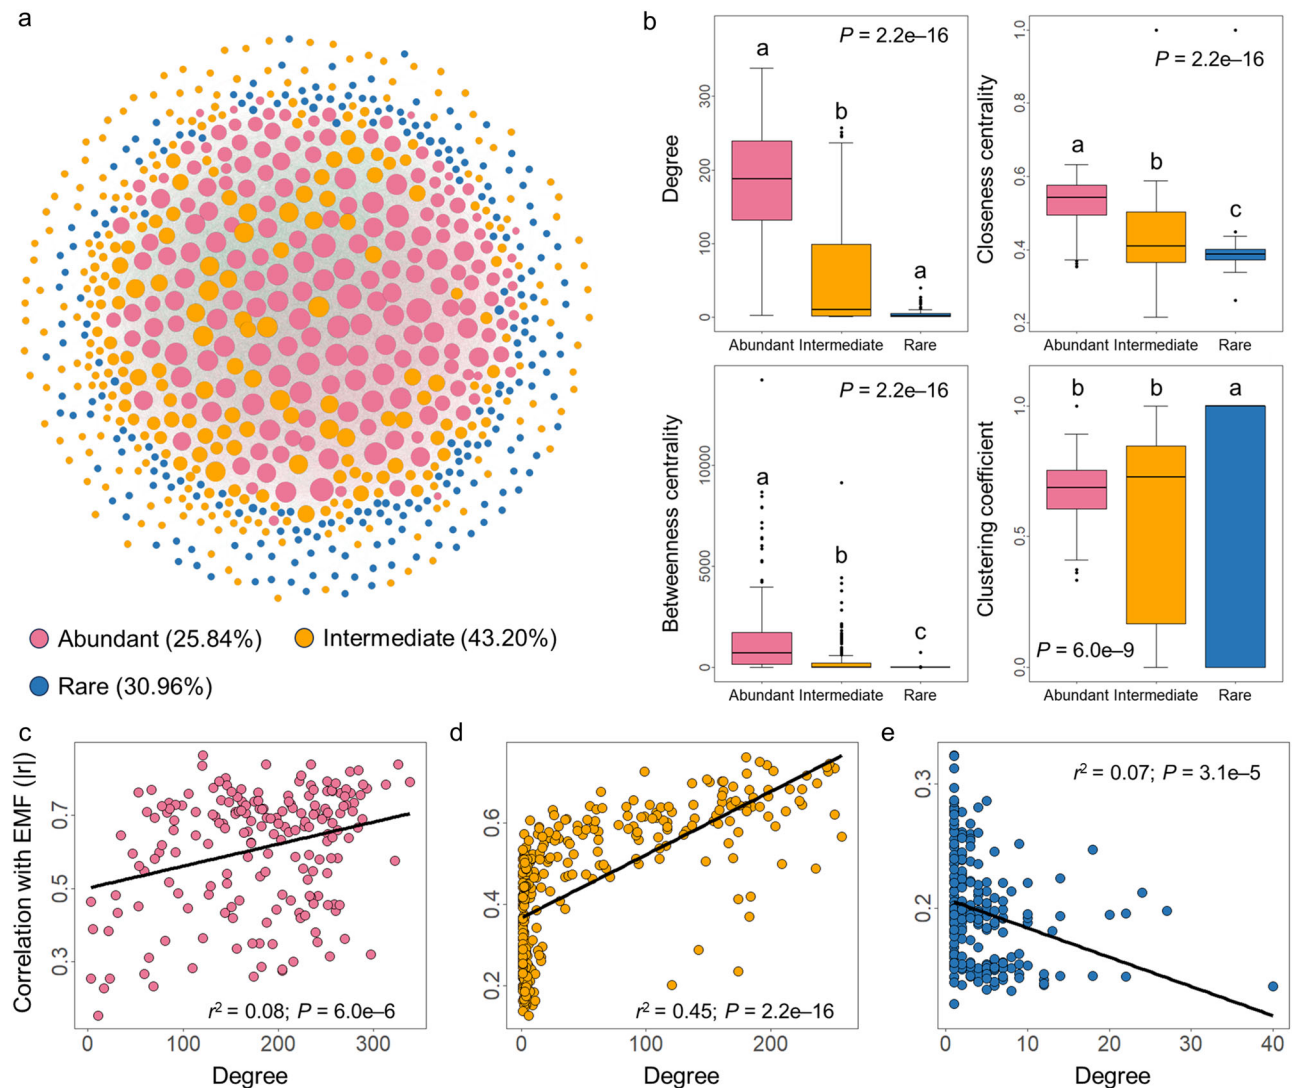 a
Abundant (25.84%)
Intermediate (43.20%)
Rare (30.96%)
b
P = 2.2e–16
a
b
a
Degree
0
100
200
300
Abundant Intermediate Rare
P = 2.2e–16
a
b
c
Closeness centrality
0.2
0.4
0.6
0.8
1.0
Abundant Intermediate Rare
P = 2.2e–16
a
b
c
Betweenness centrality
0
5000
10000
Abundant Intermediate Rare
b
b
a
P = 6.0e–9
Clustering coefficient
0.0
0.5
1.0
Abundant Intermediate Rare
c
Correlation with EMF (|r|)
0.3
0.5
0.7
r² = 0.08; P = 6.0e–6
0 100 200 300
Degree
d
0.2
0.4
0.6
r² = 0.45; P = 2.2e–16
0 100 200
Degree
e
r² = 0.07; P = 3.1e–5
0.2
0.3
0 10 20 30 40
Degree